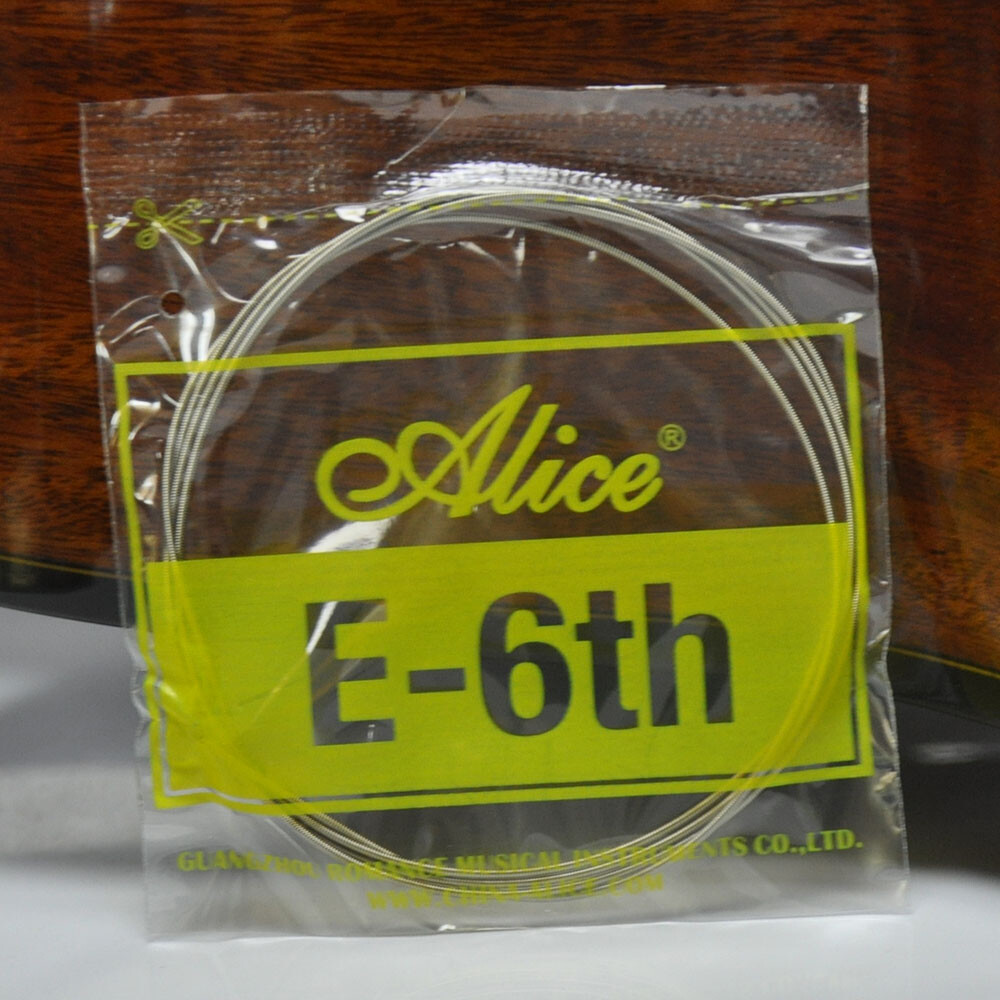 Alice®
E-6th
GUANGZHOU ROMANCE MUSICAL INSTRUMENTS CO.,LTD.
WWW.CHINA-ALICE.COM